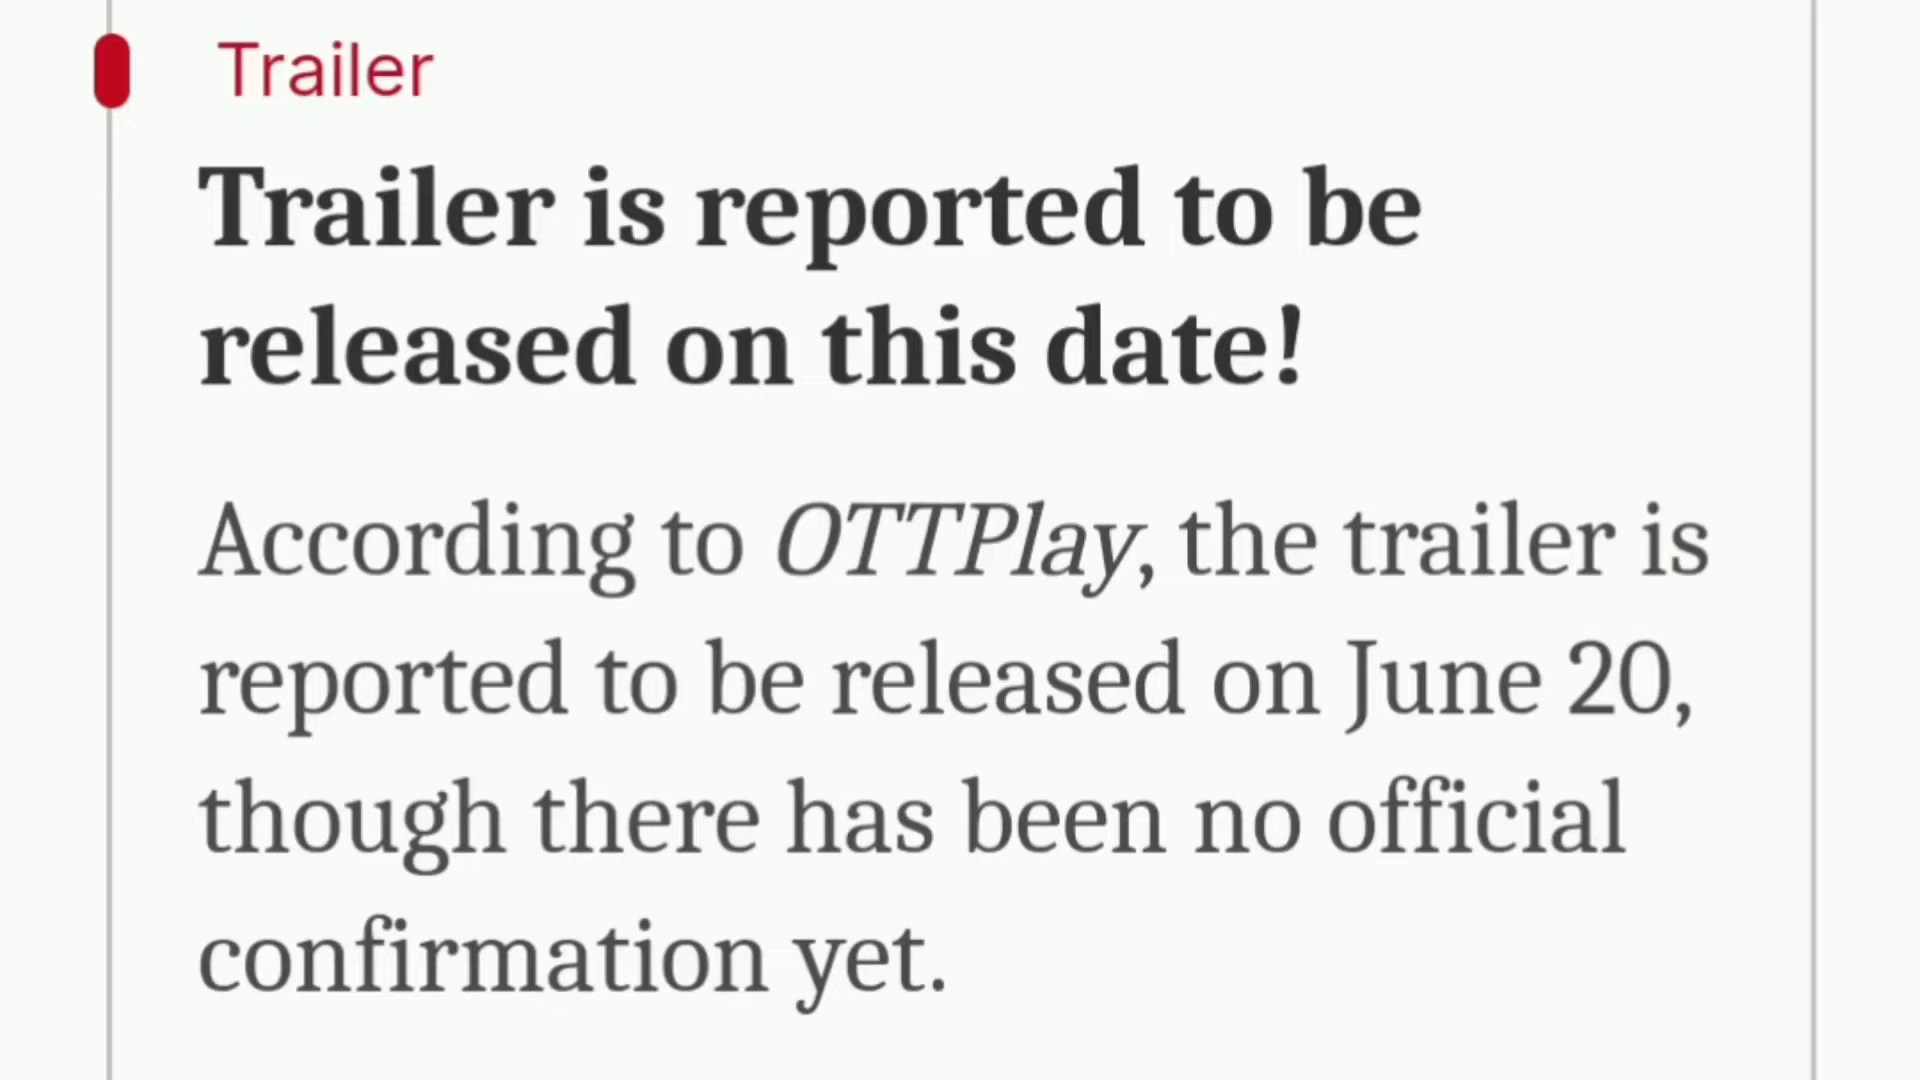 Trailer
Trailer is reported to be
released on this date!
According to OTTPlay, the trailer is
reported to be released on June 20,
though there has been no official
confirmation yet.